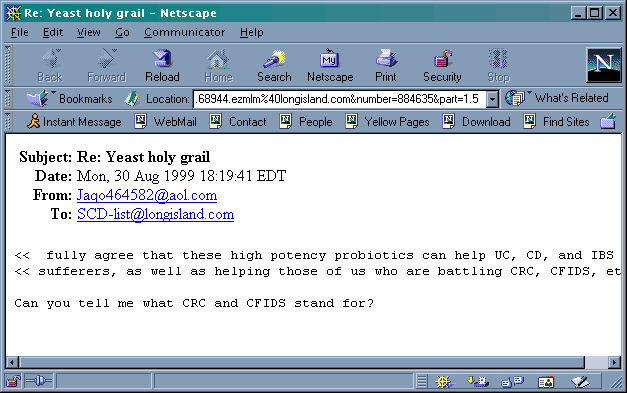 Re: Yeast holy grail - Netscape
File Edit View Go Communicator Help
Back Forward Reload Home Search Netscape Print Security Stop
My
N
Bookmarks Location: .68944.ezmlm%40longisland.com&number=884635&part=1.5 What's Related
Instant Message WebMail Contact People Yellow Pages Download Find Sites
Subject: Re: Yeast holy grail
Date: Mon, 30 Aug 1999 18:19:41 EDT
From: Jago464582@aol.com
To: SCD-list@longisland.com
<< fully agree that these high potency probiotics can help UC, CD, and IBS
<< sufferers, as well as helping those of us who are battling CRC, CFIDS, et
Can you tell me what CRC and CFIDS stand for?